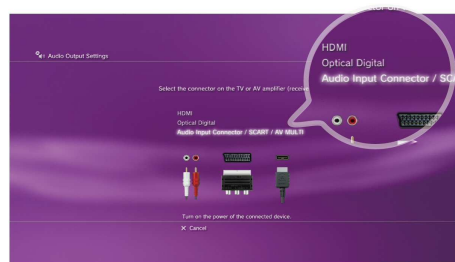 Audio Output Settings
Select the connector on the TV or AV amplifier
HDMI
Optical Digital
Audio Input Connector / SCART / AV MULTI
Turn on the power of the connected device.
X Cancel
HDMI
Optical Digital
Audio Input Connector / SC